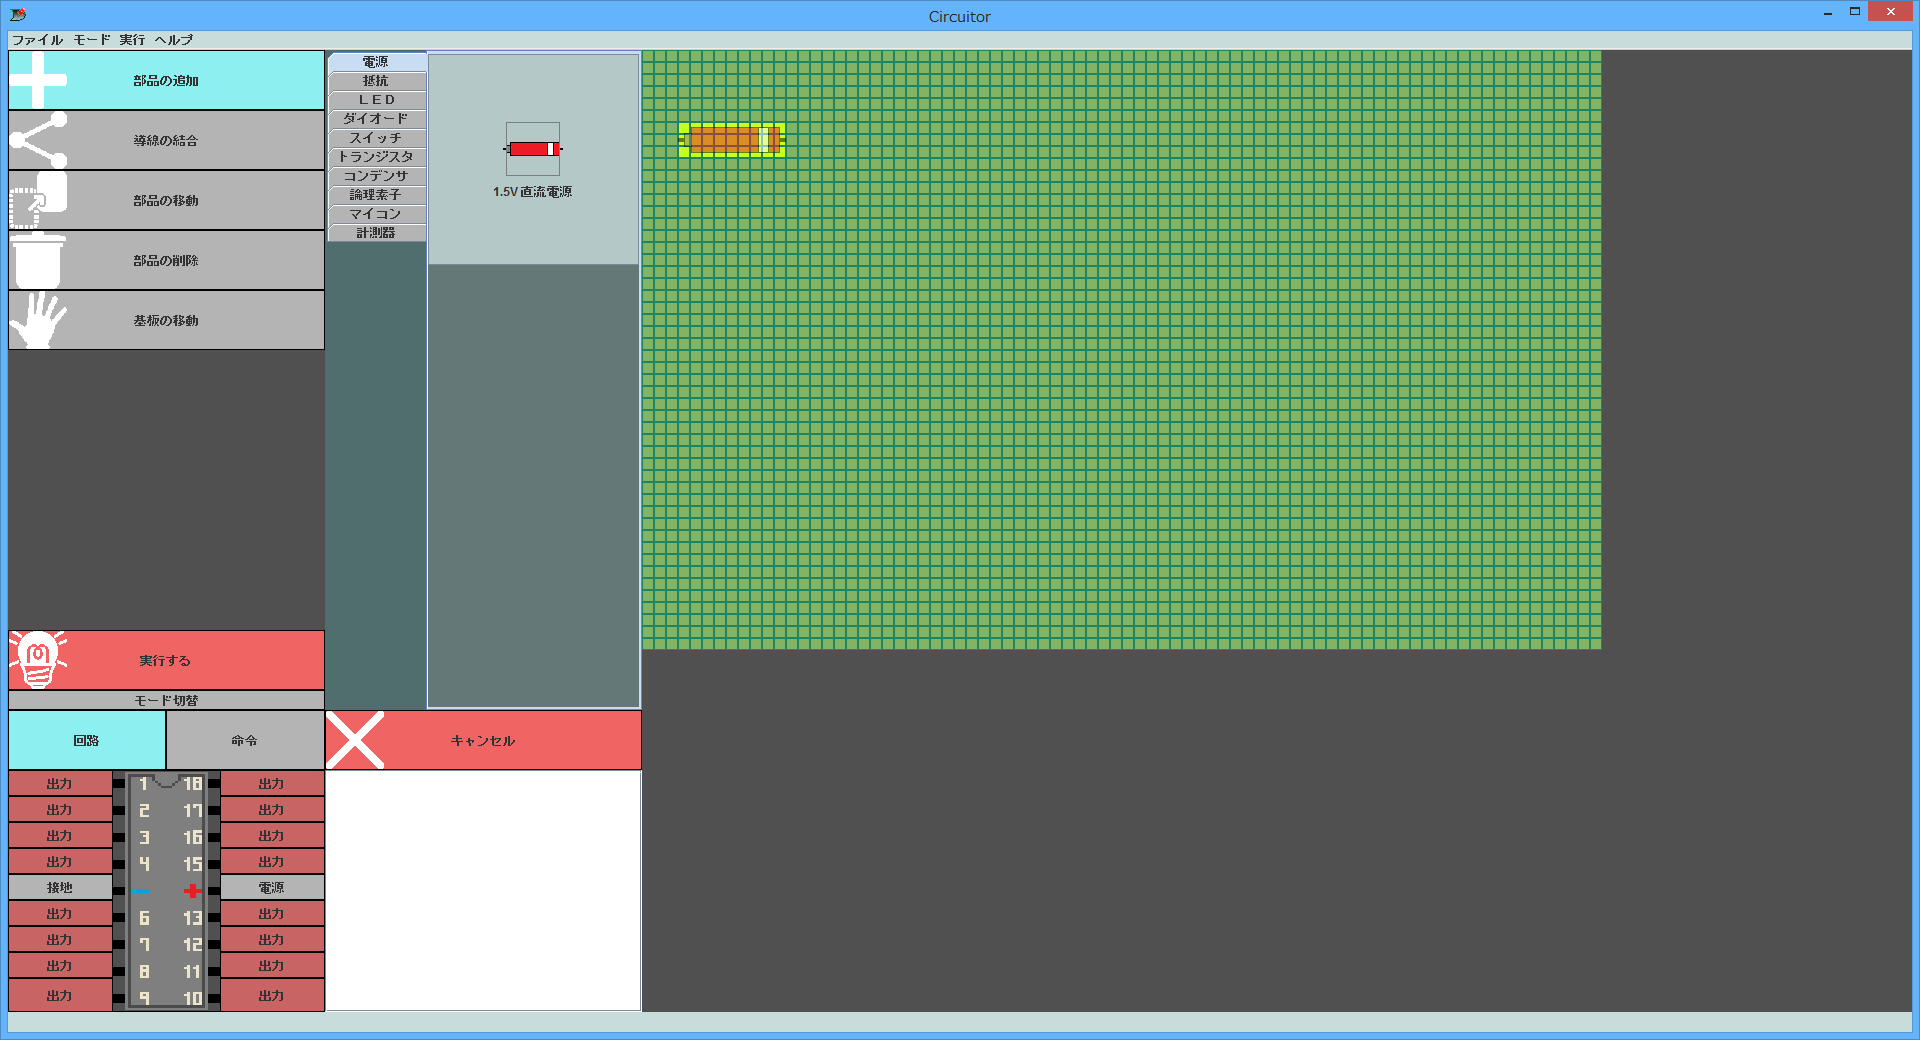 Circuitor
ファイル モード 実行 ヘルプ
部品の追加
導線の結合
部品の移動
部品の削除
基板の移動
電源
抵抗
ＬＥＤ
ダイオード
スイッチ
トランジスタ
コンデンサ
論理素子
マイコン
計測器
1.5V 直流電源
実行する
モード切替
回路 命令
キャンセル
出力 1 18 出力
出力 2 17 出力
出力 3 16 出力
出力 4 15 出力
接地 電源
出力 6 13 出力
出力 7 12 出力
出力 8 11 出力
出力 9 10 出力